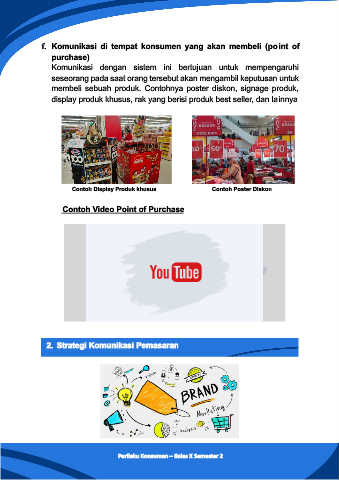 f. Komunikasi di tempat konsumen yang akan membeli (point of
purchase)
Komunikasi dengan sistem ini bertujuan untuk mempengaruhi
seseorang pada saat orang tersebut akan mengambil keputusan untuk
membeli sebuah produk. Contohnya poster diskon, signage produk,
display produk khusus, rak yang berisi produk best seller, dan lainnya
Contoh Display Produk khusus
Contoh Poster Diskon
Contoh Video Point of Purchase
YouTube
2. Strategi Komunikasi Pemasaran
BRAND
Marketing
Perilaku Konsumen – Kelas X Semester 2